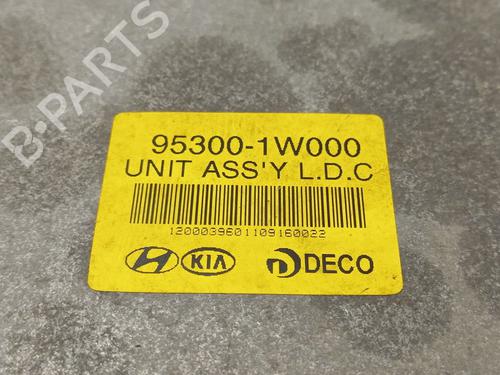 B-PARTS
95300-1W000
UNIT ASS'Y L.D.C
1200039601109160022
KIA
DECO